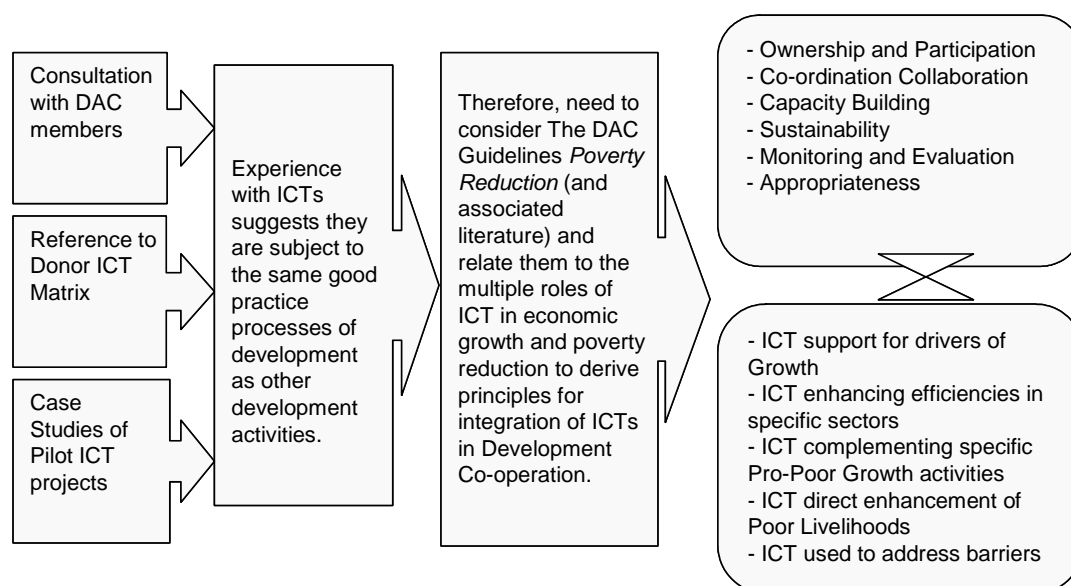 Consultation
with DAC
members
Reference to
Donor ICT
Matrix
Case
Studies of
Pilot ICT
projects
Experience
with ICTs
suggests they
are subject to
the same good
practice
processes of
development
as other
development
activities.
Therefore, need to
consider The DAC
Guidelines Poverty
Reduction (and
associated
literature) and
relate them to the
multiple roles of
ICT in economic
growth and poverty
reduction to derive
principles for
integration of ICTs
in Development
Co-operation.
- Ownership and Participation
- Co-ordination Collaboration
- Capacity Building
- Sustainability
- Monitoring and Evaluation
- Appropriateness
- ICT support for drivers of
Growth
- ICT enhancing efficiencies in
specific sectors
- ICT complementing specific
Pro-Poor Growth activities
- ICT direct enhancement of
Poor Livelihoods
- ICT used to address barriers